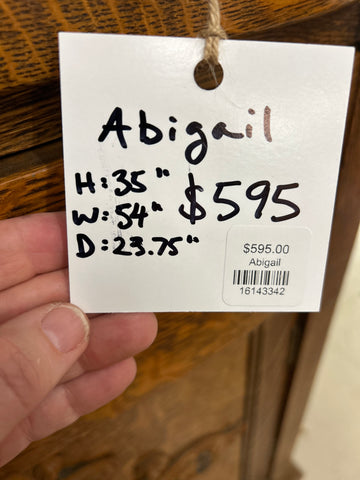 Abigail
H: 35"
W: 54" $595
D: 23.75"
$595.00
Abigail
16143342